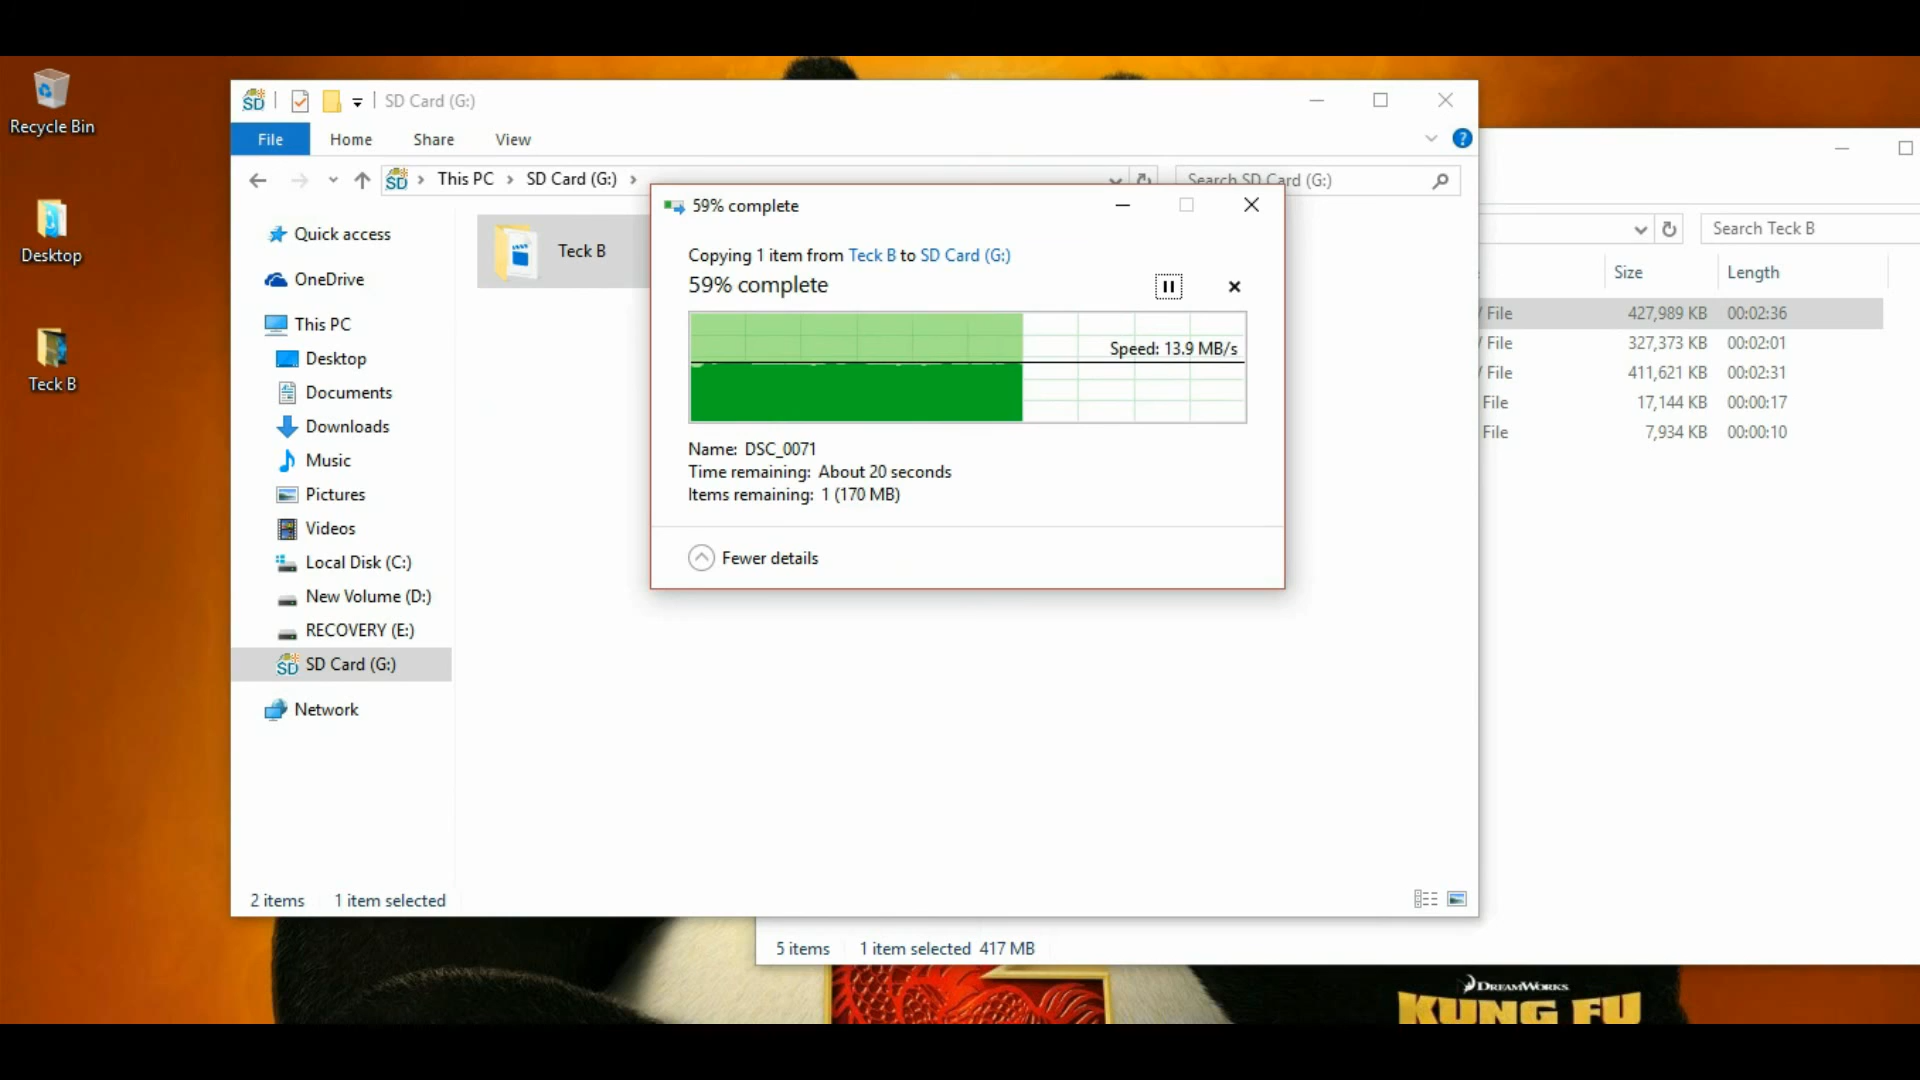 Recycle Bin
Desktop
Teck B
SD Card (G:)
File Home Share View
This PC SD Card (G:)
Search SD Card (G:)
Quick access
OneDrive
This PC
Desktop
Documents
Downloads
Music
Pictures
Videos
Local Disk (C:)
New Volume (D:)
RECOVERY (E:)
SD Card (G:)
Network
Teck B
2 items 1 item selected
59% complete
Copying 1 item from Teck B to SD Card (G:)
59% complete
Speed: 13.9 MB/s
Name: DSC_0071
Time remaining: About 20 seconds
Items remaining: 1 (170 MB)
Fewer details
Search Teck B
Size Length
File 427,989 KB 00:02:36
File 327,373 KB 00:02:01
File 411,621 KB 00:02:31
File 17,144 KB 00:00:17
File 7,934 KB 00:00:10
5 items 1 item selected 417 MB
DREAMWORKS
KUNG FU